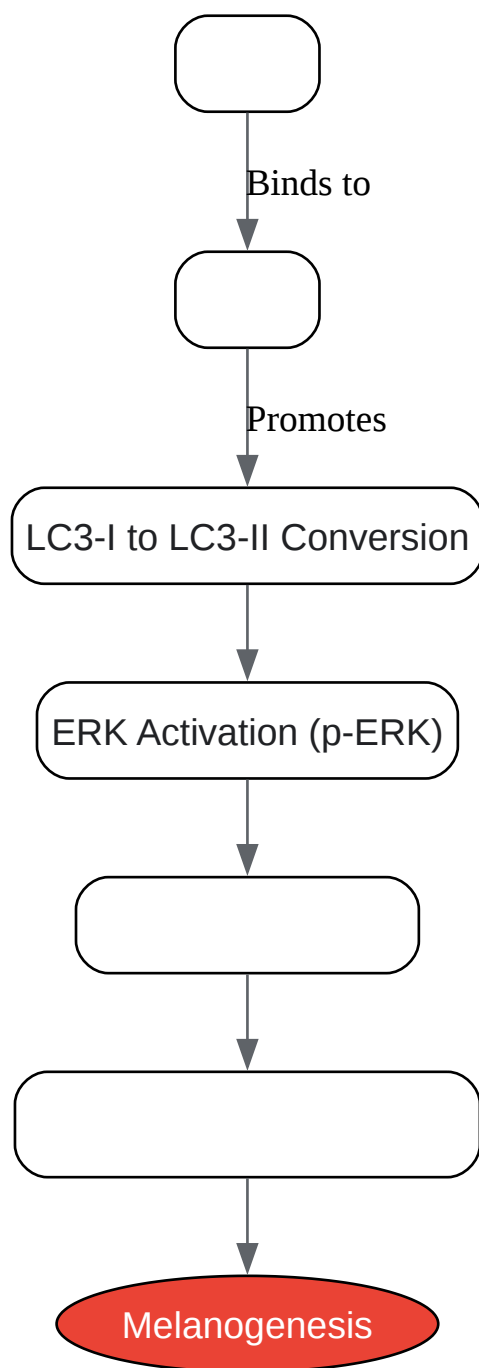 Binds to
Promotes
LC3-I to LC3-II Conversion
ERK Activation (p-ERK)
Melanogenesis